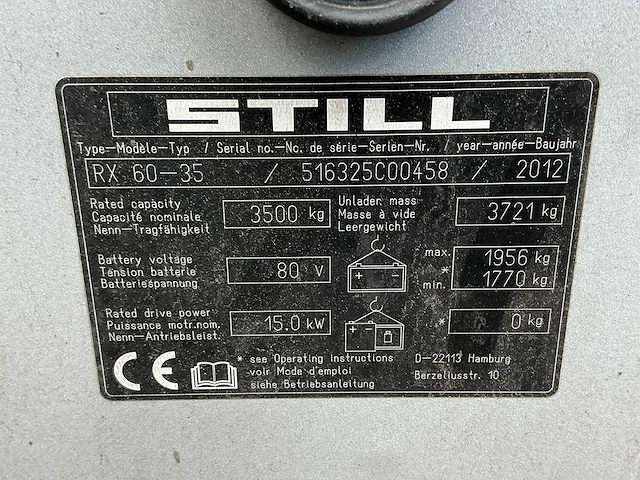 STILL
Type-Modèle-Typ / Serial no.-No. de série-Serien-Nr. / year-année-Baujahr
RX 60-35 / 516325C00458 / 2012
Rated capacity
Capacité nominale
Nenn-Tragfähigkeit
3500 kg
Unladen mass
Masse à vide
Leergewicht
3721 kg
Battery voltage
Tension batterie
Batteriespannung
80 V
+ -
max. 1956 kg
*
min. 1770 kg
Rated drive power
Puissance motr.nom.
Nenn-Antriebsleist.
15.0 kW
+
* 0 kg
CE
* see Operating instructions
voir Mode d'emploi
siehe Betriebsanleitung
D-22113 Hamburg
Berzeliusstr. 10